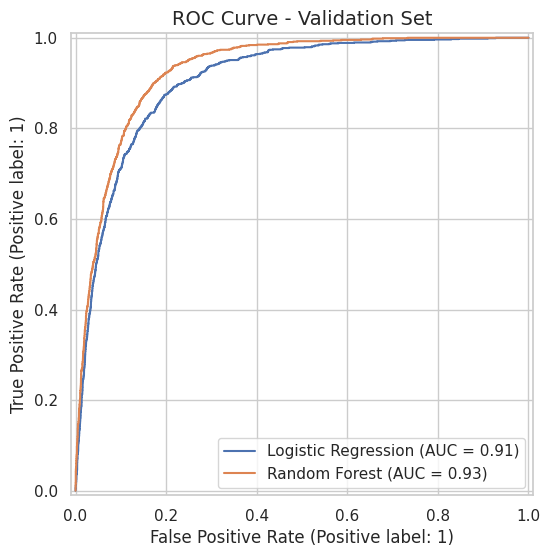 ROC Curve - Validation Set
True Positive Rate (Positive label: 1)
1.0
0.8
0.6
0.4
0.2
0.0
Logistic Regression (AUC = 0.91)
Random Forest (AUC = 0.93)
0.0 0.2 0.4 0.6 0.8 1.0
False Positive Rate (Positive label: 1)